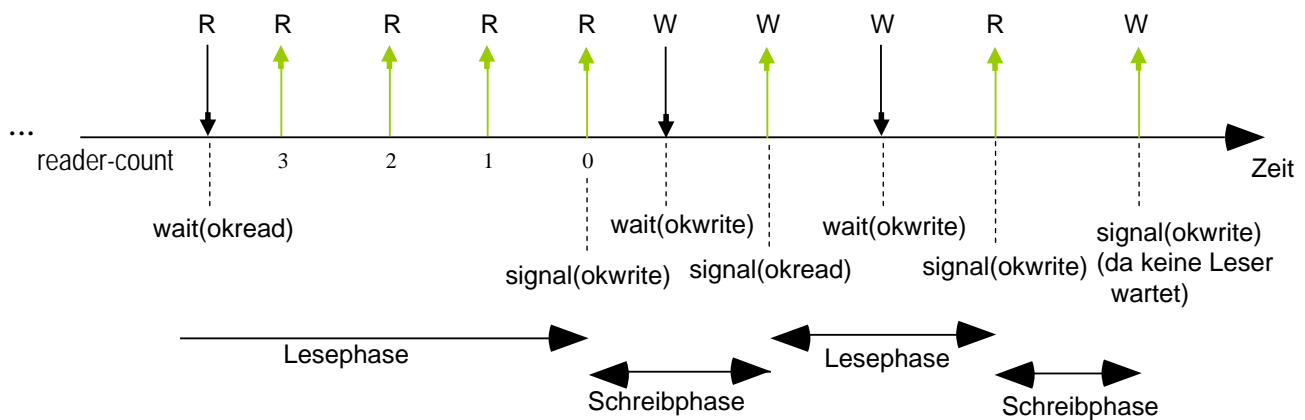 R R R R R W W W R W
...
reader-count 3 2 1 0 Zeit
wait(okread) wait(okwrite) wait(okwrite) signal(okwrite)
signal(okwrite) signal(okread) signal(okwrite) (da keine Leser
wartet)
Lesephase Lesephase
Schreibphase Schreibphase